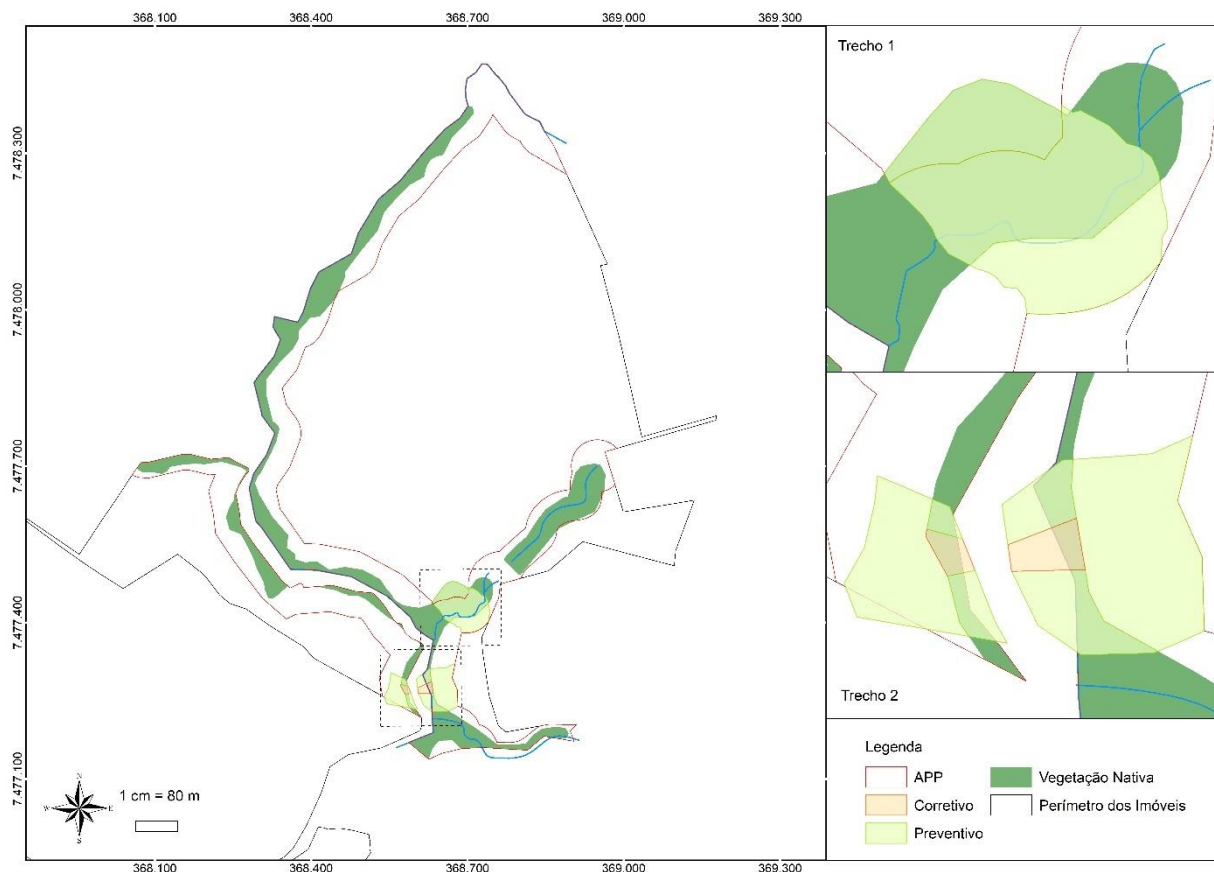 368.100 368.400 368.700 369.000 369.300
7.478.300
7.478.000
7.477.700
7.477.400
7.477.100
N
W E
S
1 cm = 80 m
368.100 368.400 368.700 369.000 369.300
Trecho 1
Trecho 2
Legenda
APP Vegetação Nativa
Corretivo Perímetro dos Imóveis
Preventivo